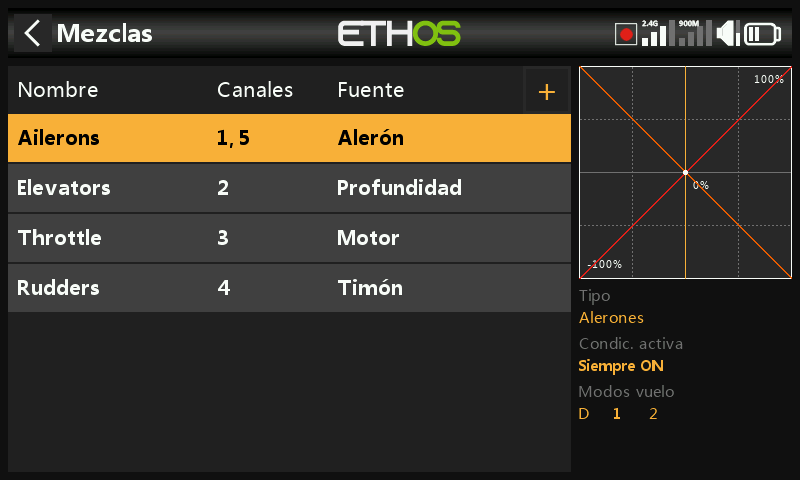 Mezclas
ETHOS
2.4G 900M
Nombre Canales Fuente +
Ailerons 1, 5 Alerón
Elevators 2 Profundidad
Throttle 3 Motor
Rudders 4 Timón
100%
0%
-100%
Tipo
Alerones
Condic. activa
Siempre ON
Modos vuelo
D 1 2